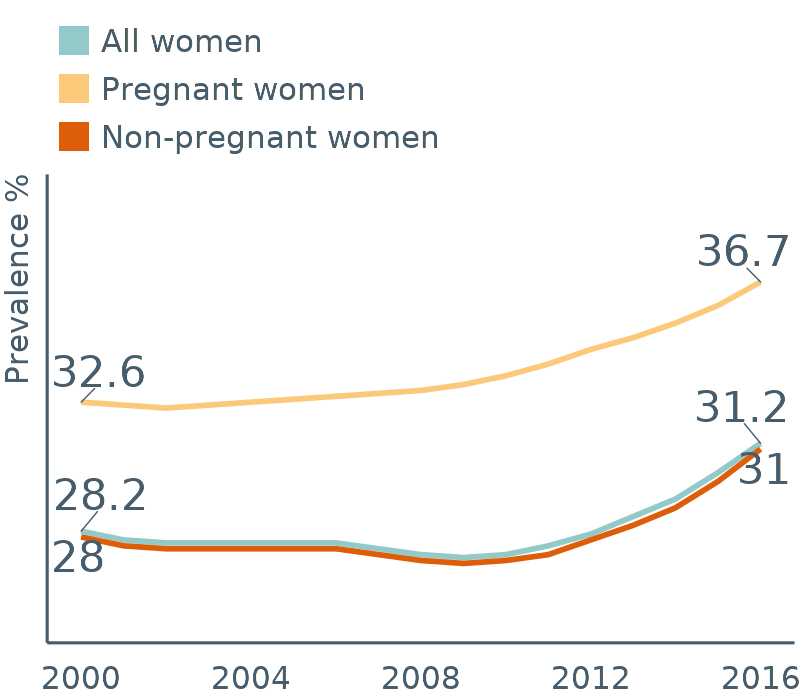 All women
Pregnant women
Non-pregnant women
Prevalence %
36.7
32.6
31.2
31
28.2
28
2000 2004 2008 2012 2016